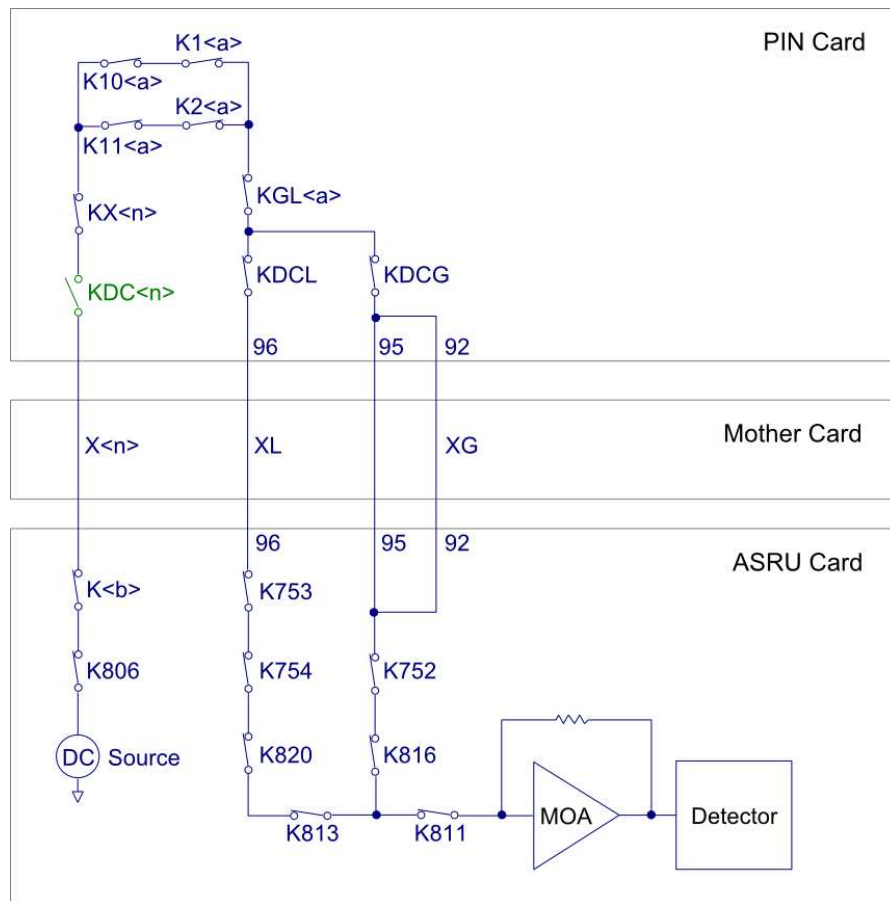 PIN Card
K1<a>
K10<a>
K2<a>
K11<a>
KGL<a>
KX<n>
KDC<n>
KDCL
KDCG
96
95
92
Mother Card
X<n>
XL
XG
96
95
92
ASRU Card
K<b>
K753
K806
K754
K752
DC
Source
K820
K816
K813
K811
MOA
Detector